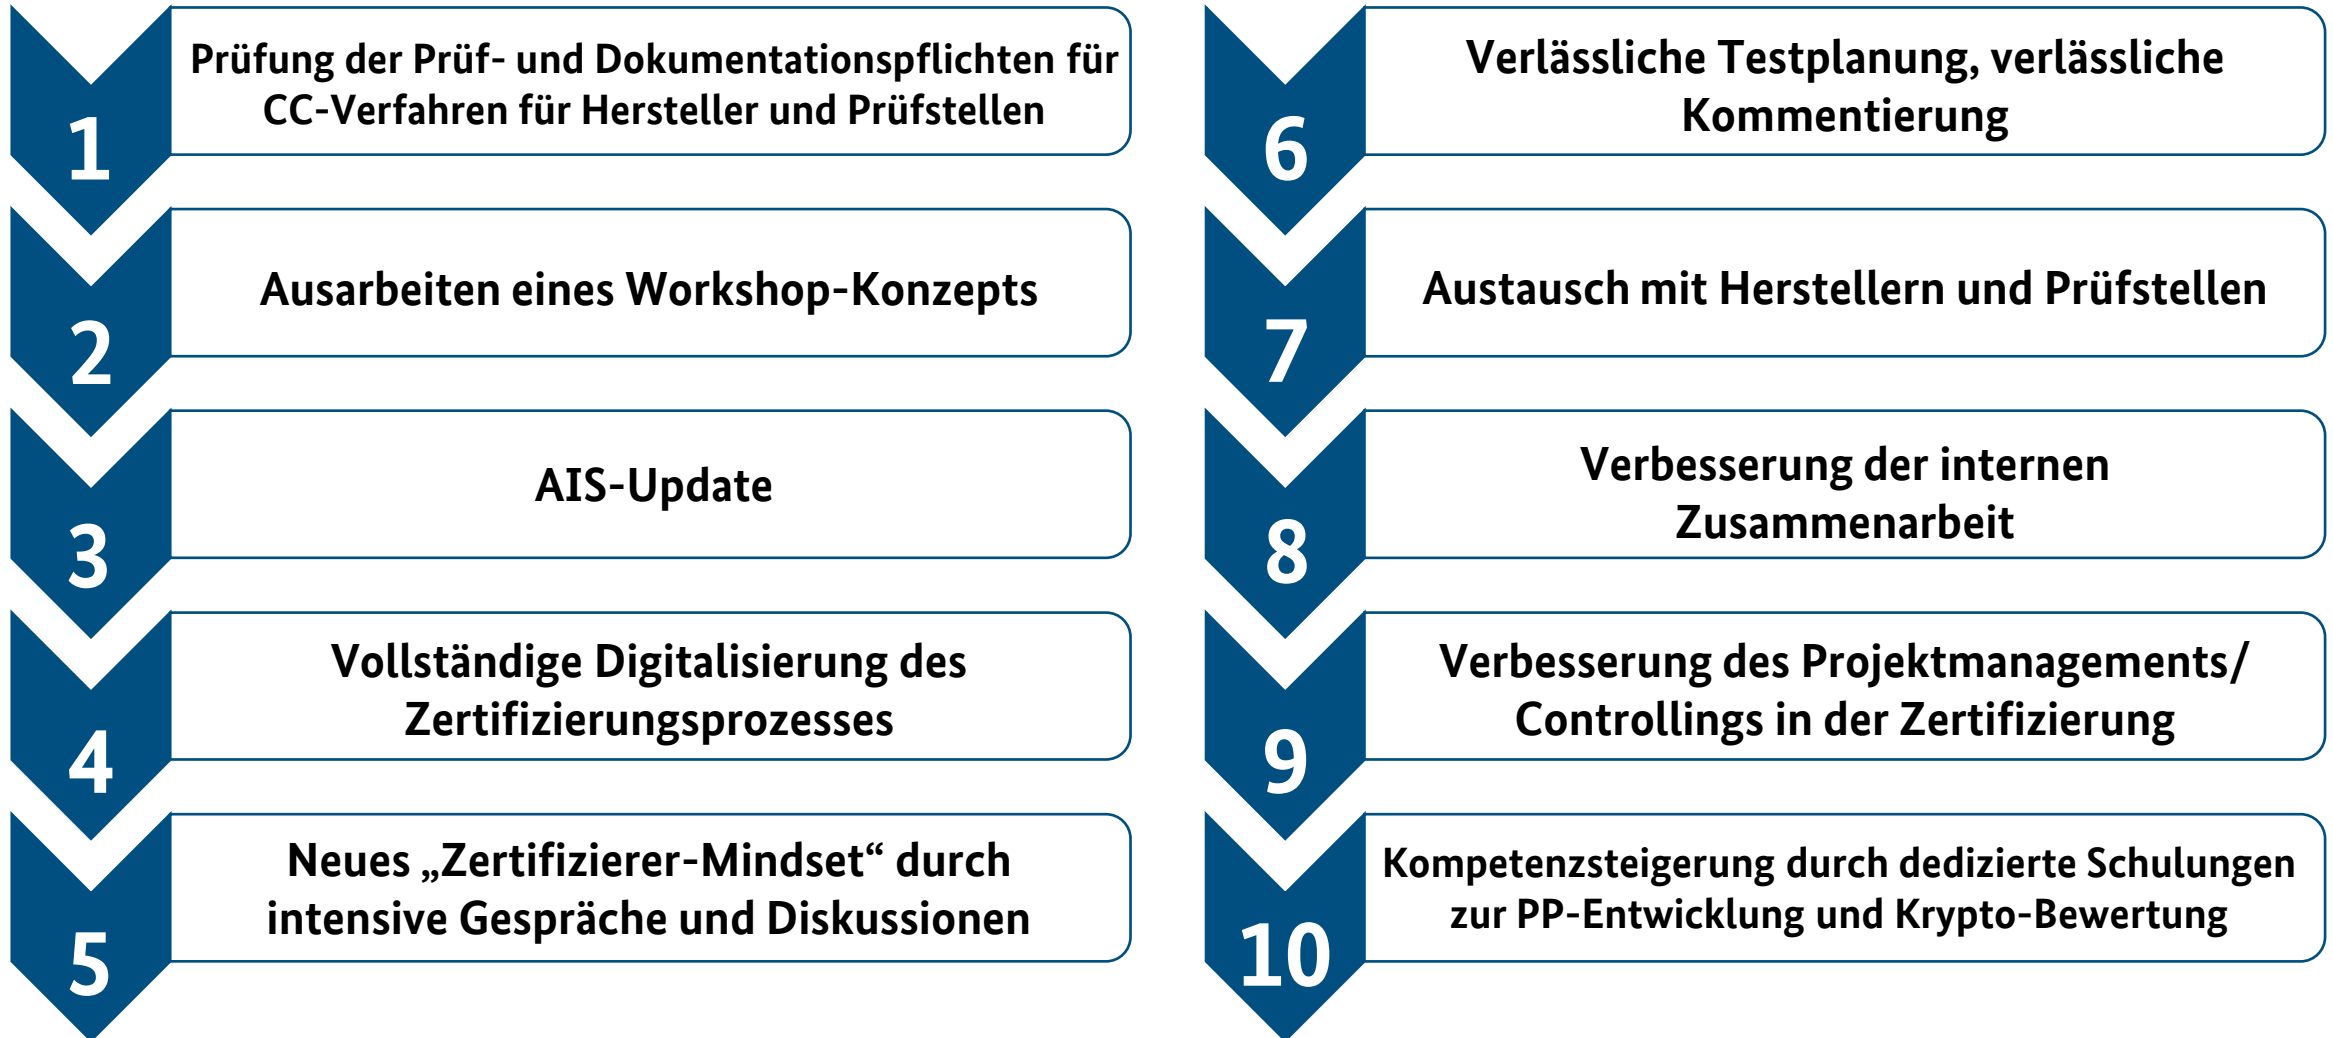 1
Prüfung der Prüf- und Dokumentationspflichten für
CC-Verfahren für Hersteller und Prüfstellen
2
Ausarbeiten eines Workshop-Konzepts
3
AIS-Update
4
Vollständige Digitalisierung des
Zertifizierungsprozesses
5
Neues „Zertifizierer-Mindset“ durch
intensive Gespräche und Diskussionen
6
Verlässliche Testplanung, verlässliche
Kommentierung
7
Austausch mit Herstellern und Prüfstellen
8
Verbesserung der internen
Zusammenarbeit
9
Verbesserung des Projektmanagements/
Controllings in der Zertifizierung
10
Kompetenzsteigerung durch dedizierte Schulungen
zur PP-Entwicklung und Krypto-Bewertung